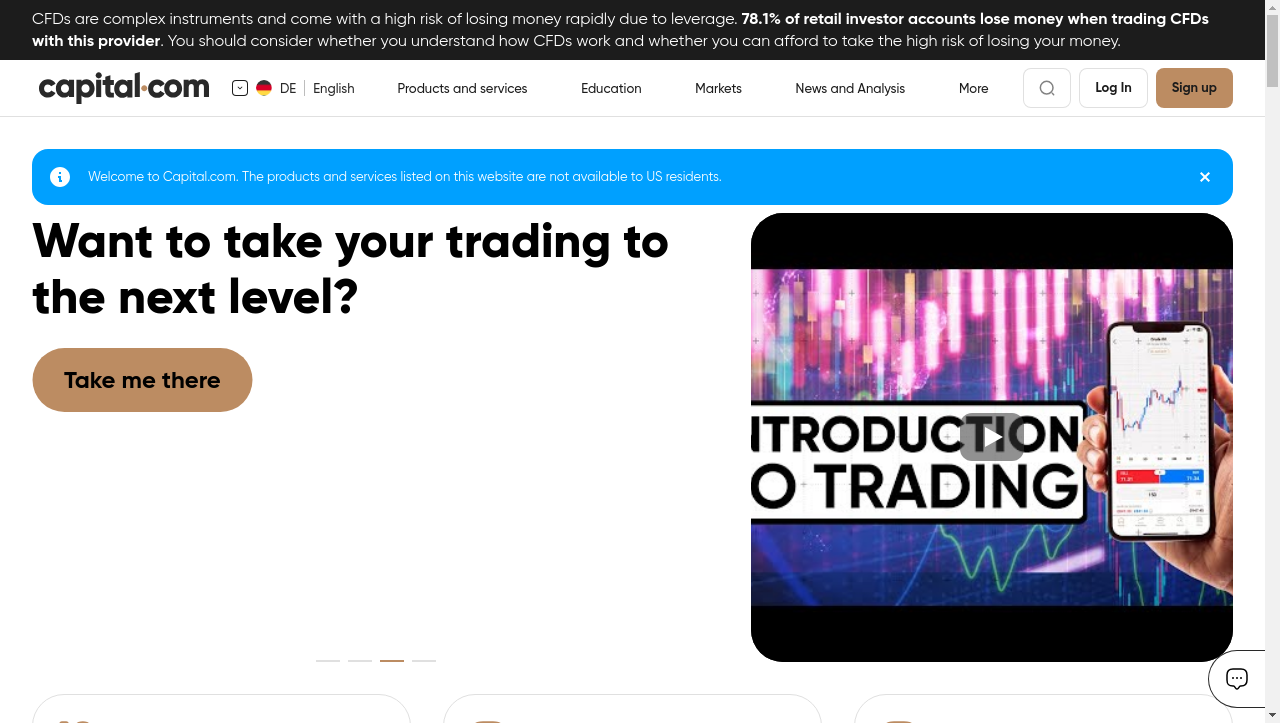 CFDs are complex instruments and come with a high risk of losing money rapidly due to leverage. 78.1% of retail investor accounts lose money when trading CFDs
with this provider. You should consider whether you understand how CFDs work and whether you can afford to take the high risk of losing your money.
capital.com
DE
English
Products and services
Education
Markets
News and Analysis
More
Log In
Sign up
Welcome to Capital.com. The products and services listed on this website are not available to US residents.
Want to take your trading to
the next level?
Take me there
NTRODUCTION
O TRADING